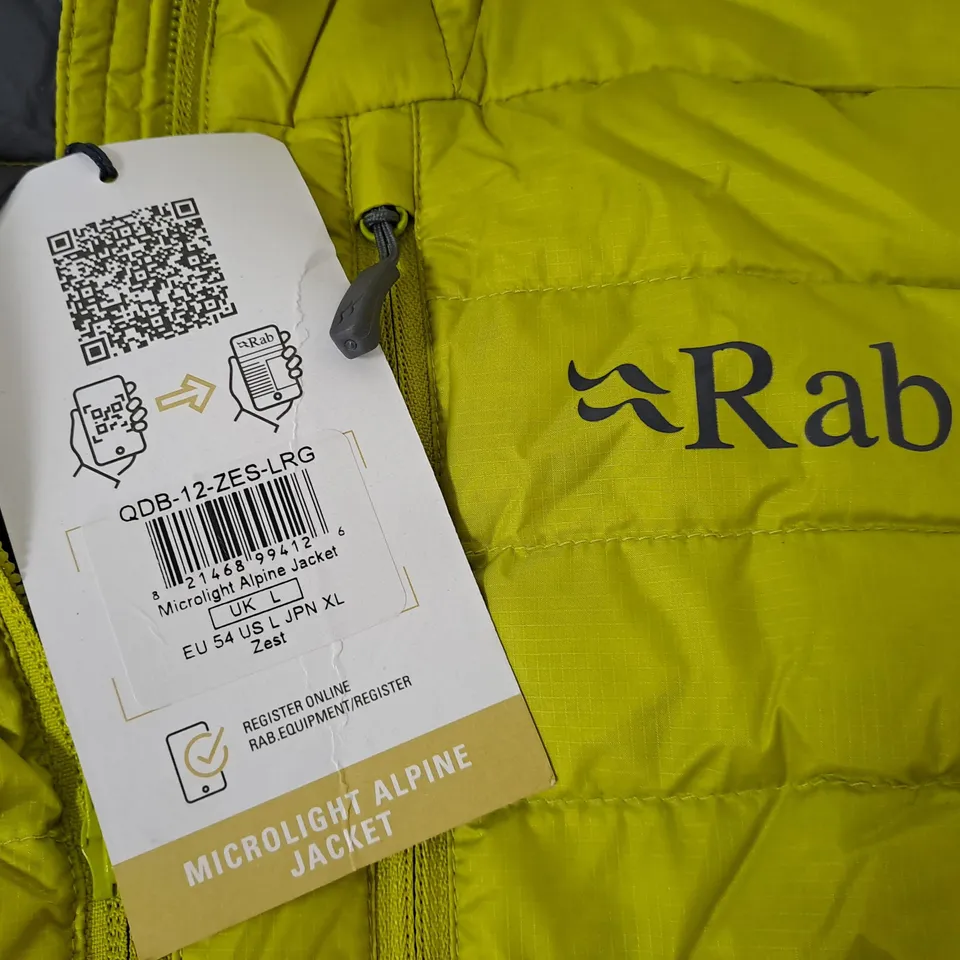 Rab
QDB-12-ZES-LRG
8 21468 99412 6
Microlight Alpine Jacket
UK L
EU 54 US L JPN XL
Zest
REGISTER ONLINE
RAB.EQUIPMENT/REGISTER
MICROLIGHT ALPINE
JACKET
Rab